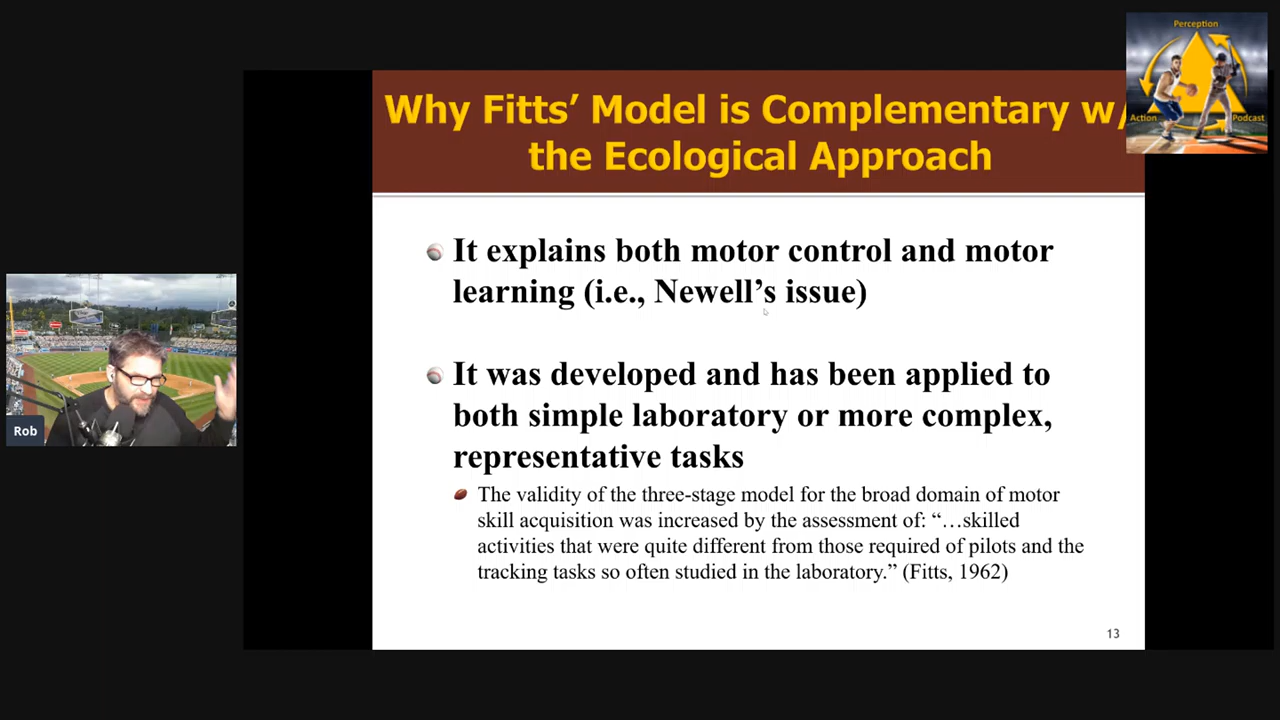 Perception
Action
Podcast
Why Fitts’ Model is Complementary w/
the Ecological Approach
It explains both motor control and motor
learning (i.e., Newell’s issue)
It was developed and has been applied to
both simple laboratory or more complex,
representative tasks
The validity of the three-stage model for the broad domain of motor
skill acquisition was increased by the assessment of: “…skilled
activities that were quite different from those required of pilots and the
tracking tasks so often studied in the laboratory.” (Fitts, 1962)
13
Rob